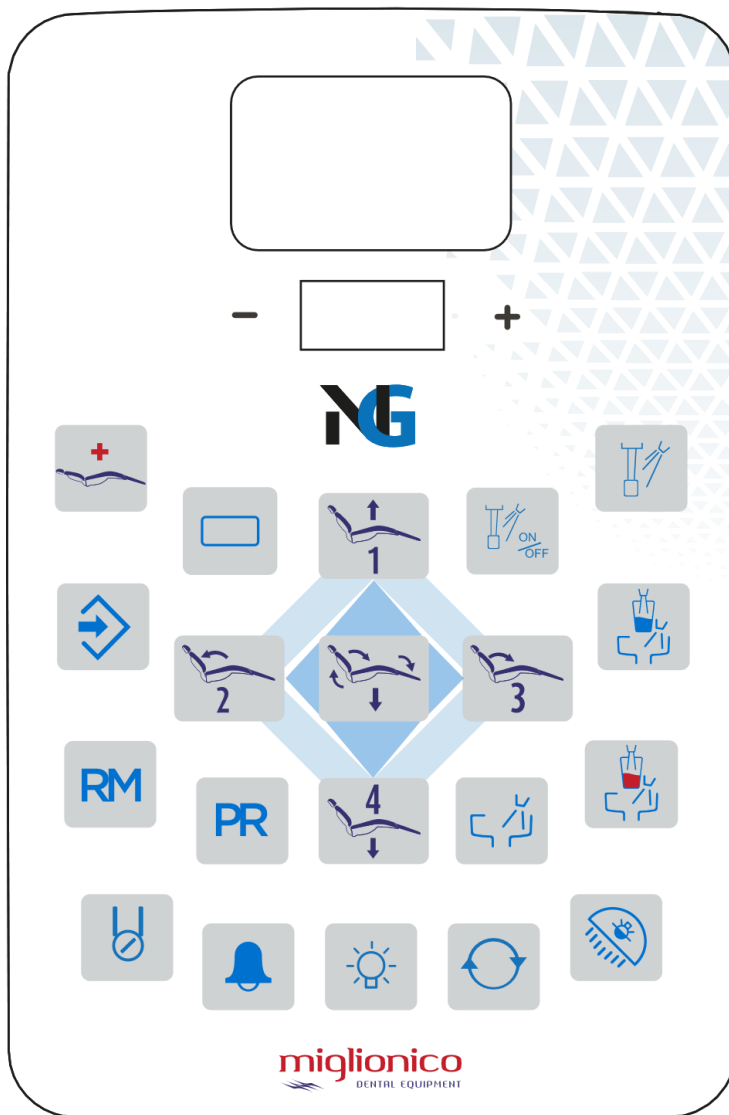 - +
NG
1
ON
OFF
2
3
RM
PR
4
miglionico
DENTAL EQUIPMENT